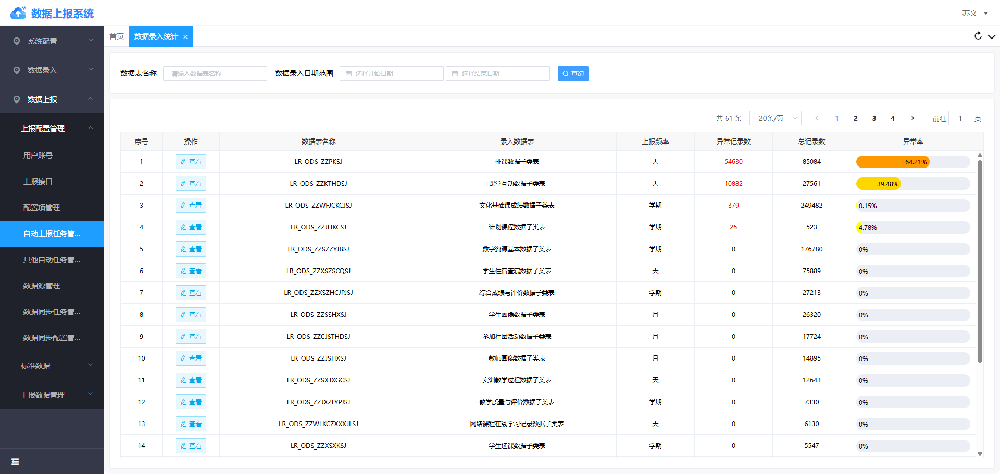 数据上报系统
苏文
系统配置
数据录入
数据上报
上报配置管理
用户账号
上报接口
配置项管理
自动上报任务管...
其他自动任务管...
数据源管理
数据同步任务管...
数据同步配置管...
标准数据
上报数据管理
首页 数据录入统计
数据表名称 请输入数据表名称 数据录入日期范围 选择开始日期 选择结束日期 查询
共 61 条 20条/页 1 2 3 4 前往 1 页
序号 操作 数据表名称 录入数据表 上报频率 异常记录数 总记录数 异常率
1 查看 LR_ODS_ZZPKSJ 排课数据子类表 天 54630 85084 64.21%
2 查看 LR_ODS_ZZKTHDSJ 课堂互动数据子类表 天 10882 27561 39.48%
3 查看 LR_ODS_ZZWFJCKCJSJ 文化基础课成绩数据子类表 学期 379 249482 0.15%
4 查看 LR_ODS_ZZJHKCSJ 计划课程数据子类表 学期 25 523 4.78%
5 查看 LR_ODS_ZZSZZYJBSJ 数字资源基本数据子类表 学期 0 176780 0%
6 查看 LR_ODS_ZZXSZSCQSJ 学生住宿查寝数据子类表 天 0 75889 0%
7 查看 LR_ODS_ZZXSZHCJPJSJ 综合成绩与评价数据子类表 学期 0 27213 0%
8 查看 LR_ODS_ZZSSHXSJ 学生画像数据子类表 月 0 26320 0%
9 查看 LR_ODS_ZZCJSTHDSJ 参加社团活动数据子类表 月 0 17724 0%
10 查看 LR_ODS_ZZJSHXSJ 教师画像数据子类表 月 0 14895 0%
11 查看 LR_ODS_ZZSXJXGCSJ 实训教学过程数据子类表 天 0 12643 0%
12 查看 LR_ODS_ZZJXZLYPJSJ 教学质量与评价数据子类表 学期 0 7330 0%
13 查看 LR_ODS_ZZWLKCZXXXJLSJ 网络课程在线学习记录数据子类表 天 0 6130 0%
14 查看 LR_ODS_ZZXSXKSJ 学生选课数据子类表 学期 0 5547 0%